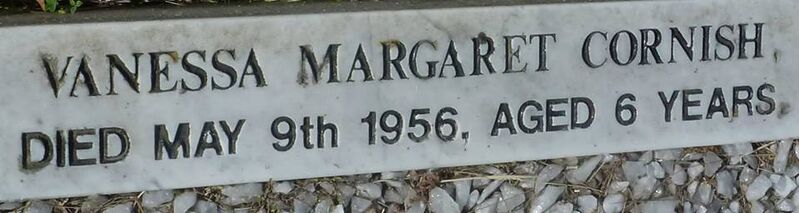 VANESSA MARGARET CORNISH
DIED MAY 9th 1956, AGED 6 YEARS